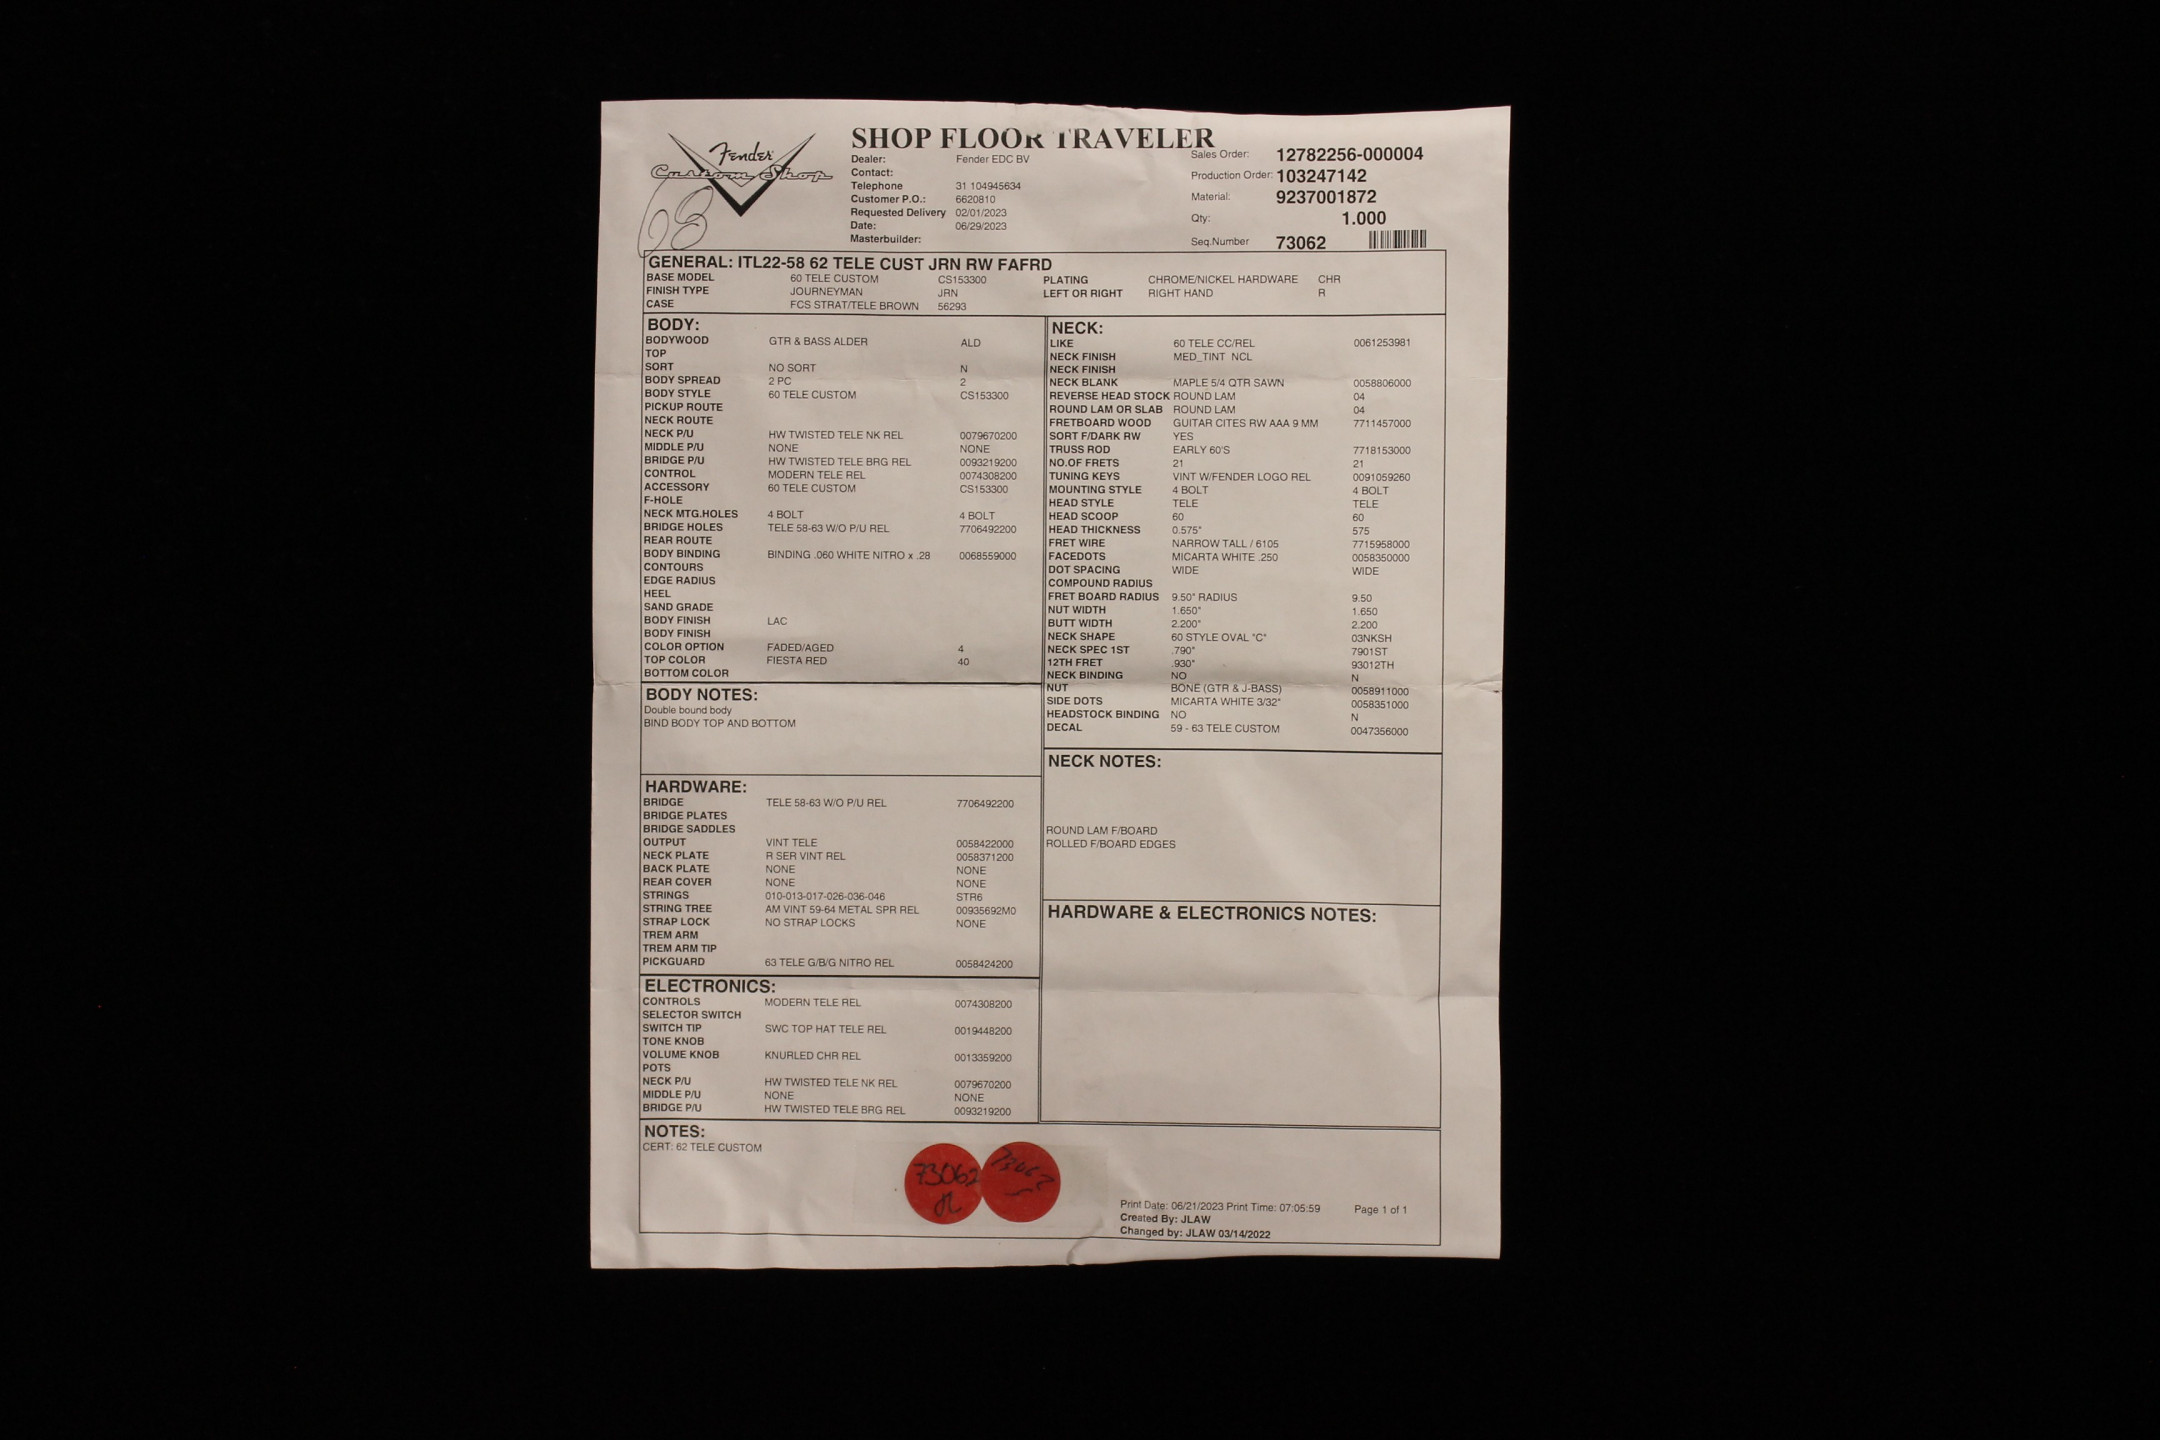 SHOP FLOOR TRAVELER
Fender
Custom Shop
68
Dealer: Fender EDC BV
Contact:
Telephone 31 104945634
Customer P.O.: 6620810
Requested Delivery 02/01/2023
Date: 06/29/2023
Masterbuilder:
Sales Order: 12782256-000004
Production Order: 103247142
Material: 9237001872
Qty: 1.000
Seq.Number 73062
GENERAL: ITL22-58 62 TELE CUST JRN RW FAFRD
BASE MODEL 60 TELE CUSTOM CS153300 PLATING CHROME/NICKEL HARDWARE CHR
FINISH TYPE JOURNEYMAN JRN LEFT OR RIGHT RIGHT HAND R
CASE FCS STRAT/TELE BROWN 56293
BODY:
BODYWOOD GTR & BASS ALDER ALD
TOP
SORT NO SORT N
BODY SPREAD 2 PC 2
BODY STYLE 60 TELE CUSTOM CS153300
PICKUP ROUTE
NECK ROUTE
NECK P/U HW TWISTED TELE NK REL 0079670200
MIDDLE P/U NONE NONE
BRIDGE P/U HW TWISTED TELE BRG REL 0093219200
CONTROL MODERN TELE REL 0074308200
ACCESSORY 60 TELE CUSTOM CS153300
F-HOLE
NECK MTG.HOLES 4 BOLT 4 BOLT
BRIDGE HOLES TELE 58-63 W/O P/U REL 7706492200
REAR ROUTE
BODY BINDING BINDING .060 WHITE NITRO x .28 0068559000
CONTOURS
EDGE RADIUS
HEEL
SAND GRADE
BODY FINISH LAC
BODY FINISH
COLOR OPTION FADED/AGED 4
TOP COLOR FIESTA RED 40
BOTTOM COLOR
BODY NOTES:
Double bound body
BIND BODY TOP AND BOTTOM
HARDWARE:
BRIDGE TELE 58-63 W/O P/U REL 7706492200
BRIDGE PLATES
BRIDGE SADDLES
OUTPUT VINT TELE 0058422000
NECK PLATE R SER VINT REL 0058371200
BACK PLATE NONE NONE
REAR COVER NONE NONE
STRINGS 010-013-017-026-036-046 STR6
STRING TREE AM VINT 59-64 METAL SPR REL 00935692M0
STRAP LOCK NO STRAP LOCKS NONE
TREM ARM
TREM ARM TIP
PICKGUARD 63 TELE G/B/G NITRO REL 0058424200
ELECTRONICS:
CONTROLS MODERN TELE REL 0074308200
SELECTOR SWITCH
SWITCH TIP SWC TOP HAT TELE REL 0019448200
TONE KNOB
VOLUME KNOB KNURLED CHR REL 0013359200
POTS
NECK P/U HW TWISTED TELE NK REL 0079670200
MIDDLE P/U NONE NONE
BRIDGE P/U HW TWISTED TELE BRG REL 0093219200
NECK:
LIKE 60 TELE CC/REL 0061253981
NECK FINISH MED_TINT NCL
NECK FINISH
NECK BLANK MAPLE 5/4 QTR SAWN 0058806000
REVERSE HEAD STOCK ROUND LAM 04
ROUND LAM OR SLAB ROUND LAM 04
FRETBOARD WOOD GUITAR CITES RW AAA 9 MM 7711457000
SORT F/DARK RW YES
TRUSS ROD EARLY 60'S 7718153000
NO.OF FRETS 21 21
TUNING KEYS VINT W/FENDER LOGO REL 0091059260
MOUNTING STYLE 4 BOLT 4 BOLT
HEAD STYLE TELE TELE
HEAD SCOOP 60 60
HEAD THICKNESS 0.575" 575
FRET WIRE NARROW TALL / 6105 7715958000
FACEDOTS MICARTA WHITE .250 0058350000
DOT SPACING WIDE WIDE
COMPOUND RADIUS
FRET BOARD RADIUS 9.50" RADIUS 9.50
NUT WIDTH 1.650" 1.650
BUTT WIDTH 2.200" 2.200
NECK SHAPE 60 STYLE OVAL "C" 03NKSH
NECK SPEC 1ST .790" 7901ST
12TH FRET .930" 93012TH
NECK BINDING NO N
NUT BONE (GTR & J-BASS) 0058911000
SIDE DOTS MICARTA WHITE 3/32" 0058351000
HEADSTOCK BINDING NO N
DECAL 59 - 63 TELE CUSTOM 0047356000
NECK NOTES:
ROUND LAM F/BOARD
ROLLED F/BOARD EDGES
HARDWARE & ELECTRONICS NOTES:
NOTES:
CERT: 62 TELE CUSTOM
73062
73062
Print Date: 06/21/2023 Print Time: 07:05:59 Page 1 of 1
Created By: JLAW
Changed by: JLAW 03/14/2022